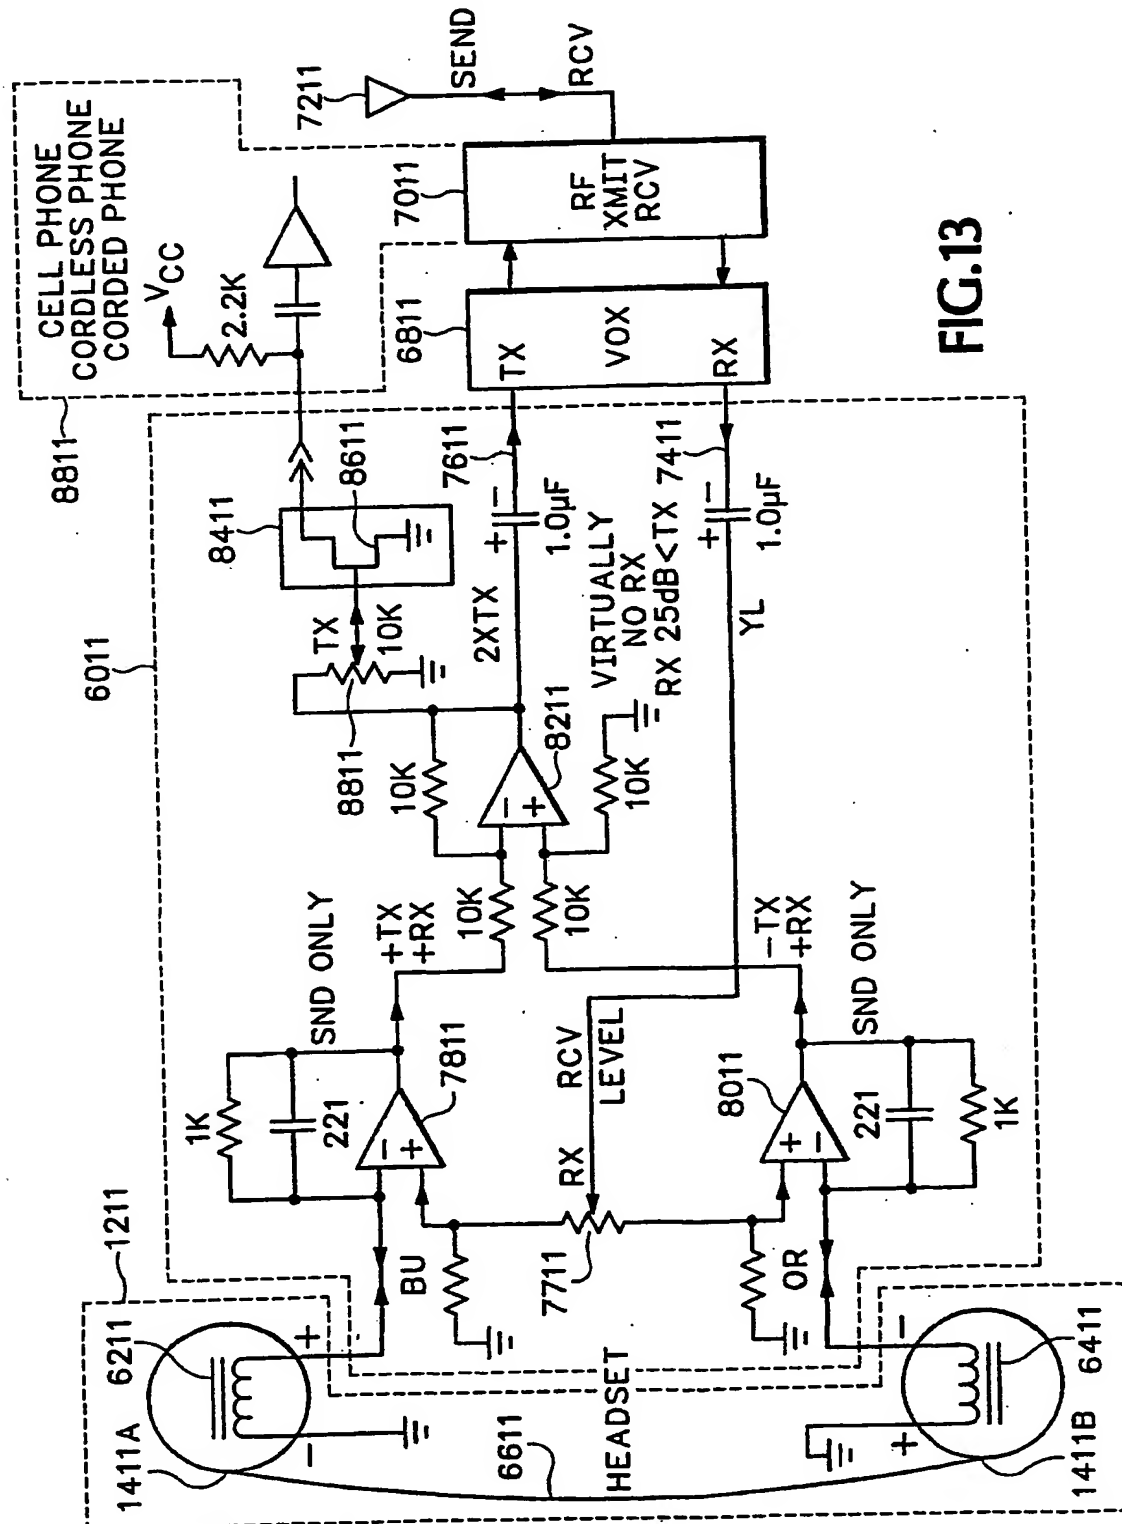 CELL PHONE
CORDLESS PHONE
CORDED PHONE
8811
VCC
2.2K
7211
SEND
RCV
7011
RF
XMIT
RCV
6811
TX
VOX
RX
6011
8411
8611
TX
10K
8811
7611
+
−
1.0µF
2XTX
VIRTUALLY
NO RX
RX 25dB<TX
7411
+
−
1.0µF
YL
10K
−
+
8211
10K
10K
10K
SND ONLY
+TX
+RX
−TX
+RX
SND ONLY
1K
221
−
+
7811
RCV
LEVEL
RX
7711
8011
+
−
221
1K
BU
OR
1211
6211
+
−
1411A
6611
HEADSET
−
+
6411
1411B
FIG.13